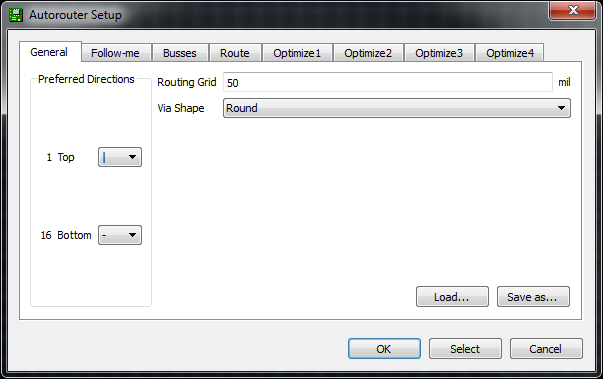 Autorouter Setup
General Follow-me Busses Route Optimize1 Optimize2 Optimize3 Optimize4
Preferred Directions
Routing Grid 50 mil
Via Shape Round
1 Top |
16 Bottom -
Load... Save as...
OK Select Cancel